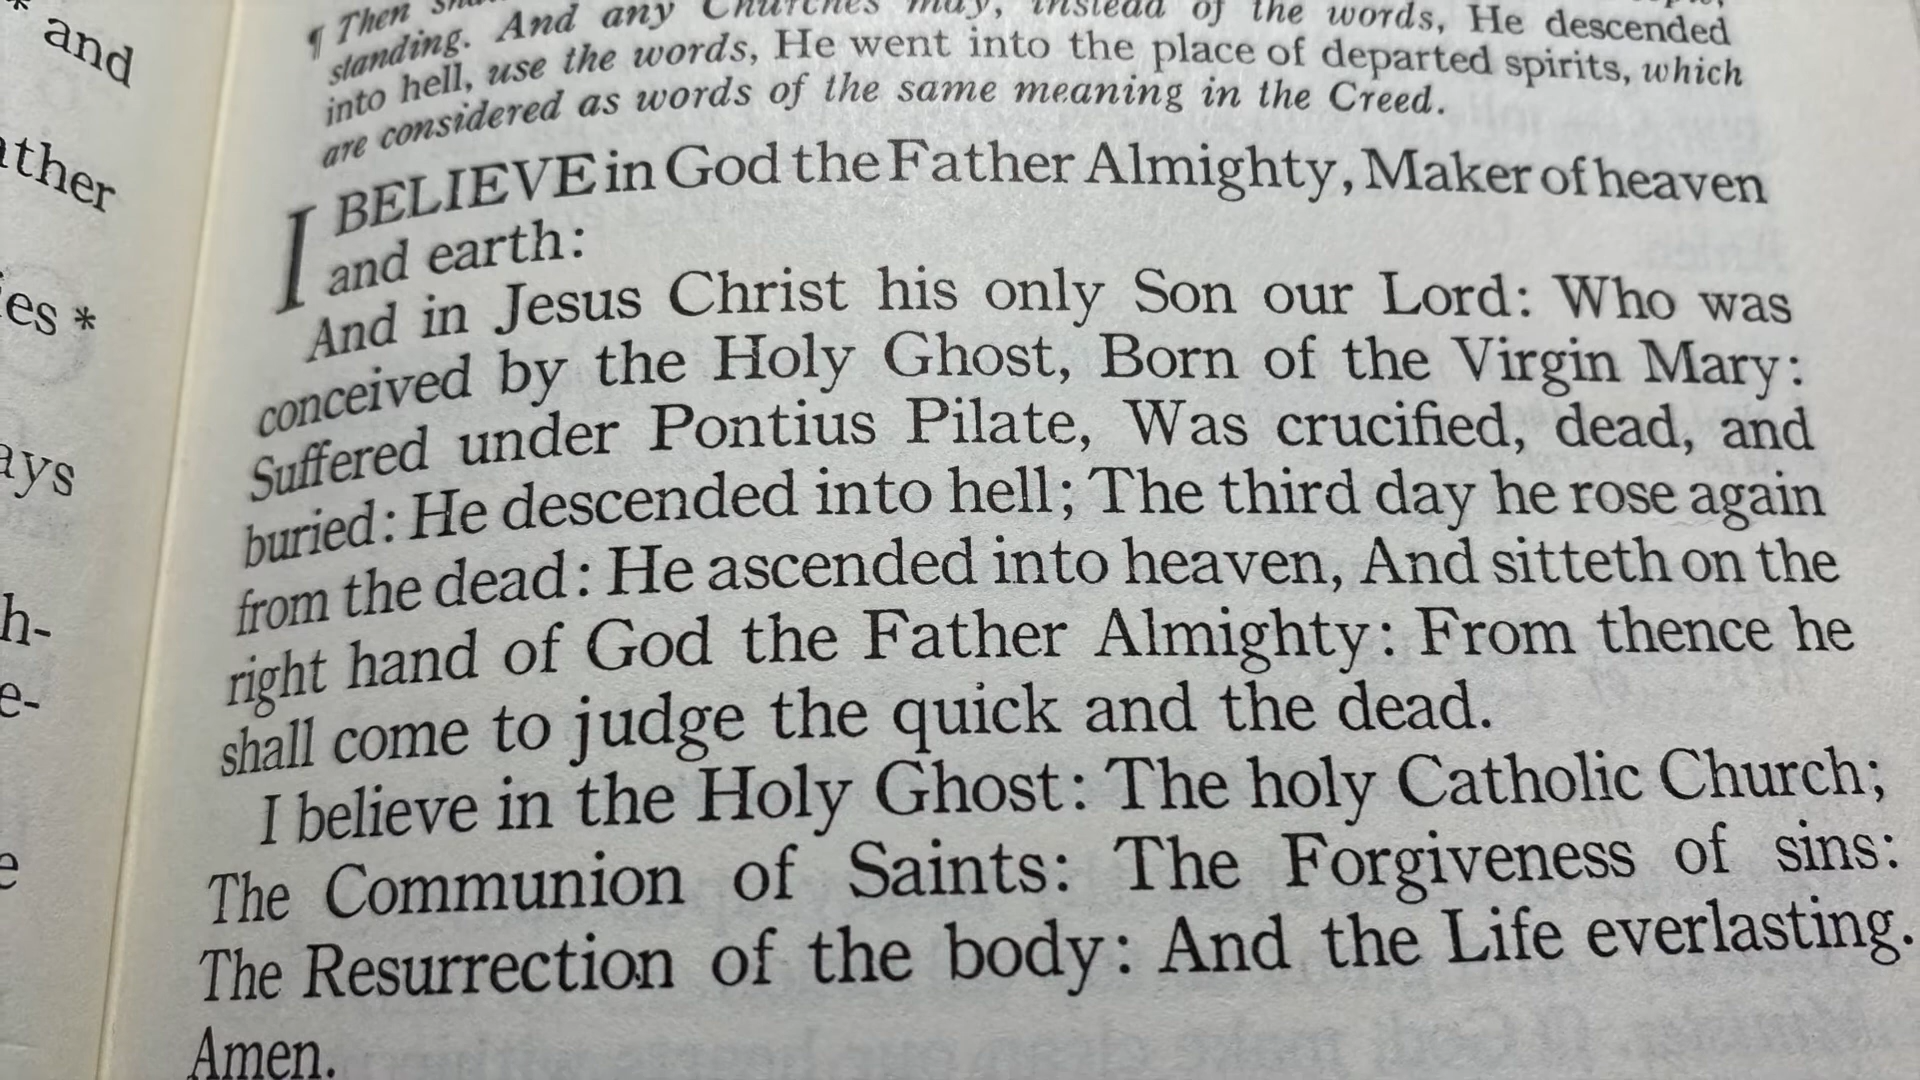 * and
ather
es *
ays
h-
e-
e
¶ Then
standing. And any Churches may, instead of the words, He descended
into hell, use the words, He went into the place of departed spirits, which
are considered as words of the same meaning in the Creed.
I BELIEVE in God the Father Almighty, Maker of heaven
and earth:
And in Jesus Christ his only Son our Lord: Who was
conceived by the Holy Ghost, Born of the Virgin Mary:
Suffered under Pontius Pilate, Was crucified, dead, and
buried: He descended into hell; The third day he rose again
from the dead: He ascended into heaven, And sitteth on the
right hand of God the Father Almighty: From thence he
shall come to judge the quick and the dead.
I believe in the Holy Ghost: The holy Catholic Church;
The Communion of Saints: The Forgiveness of sins:
The Resurrection of the body: And the Life everlasting.
Amen.